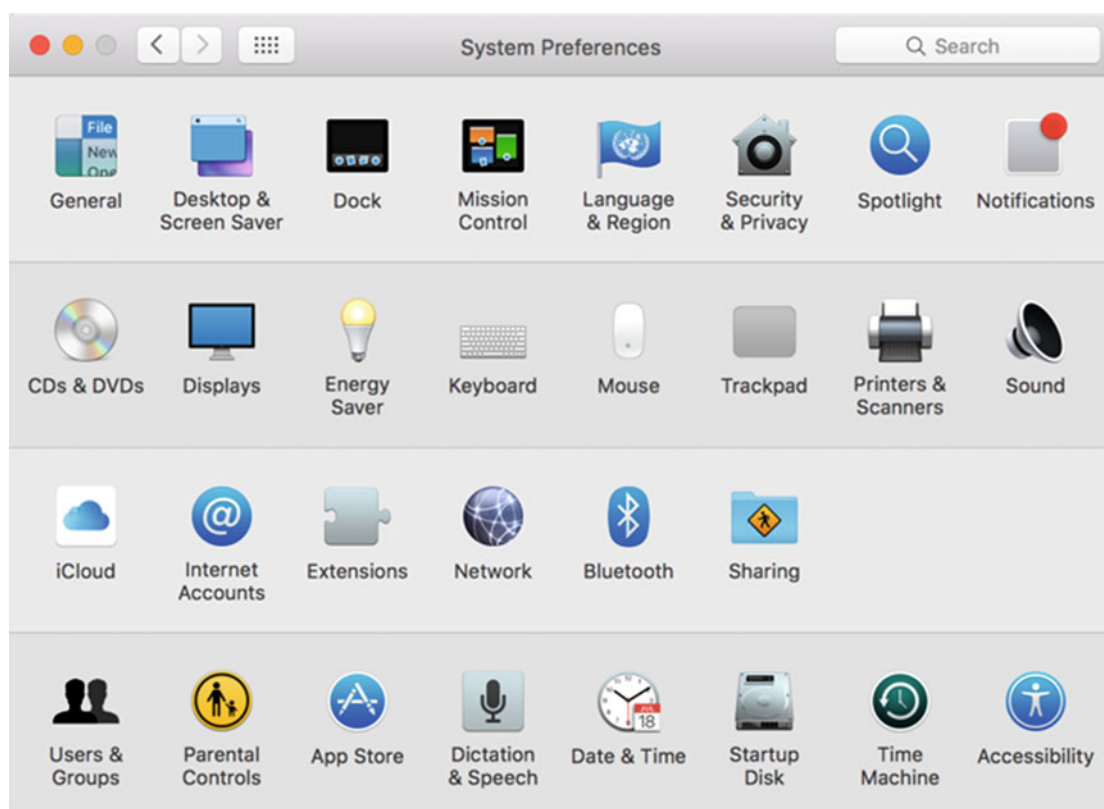 System Preferences
Search
File
New
Ope
General
Desktop &
Screen Saver
Dock
Mission
Control
Language
& Region
Security
& Privacy
Spotlight
Notifications
CDs & DVDs
Displays
Energy
Saver
Keyboard
Mouse
Trackpad
Printers &
Scanners
Sound
iCloud
@
Internet
Accounts
Extensions
Network
Bluetooth
Sharing
Users &
Groups
Parental
Controls
App Store
Dictation
& Speech
JUL
18
Date & Time
Startup
Disk
Time
Machine
Accessibility